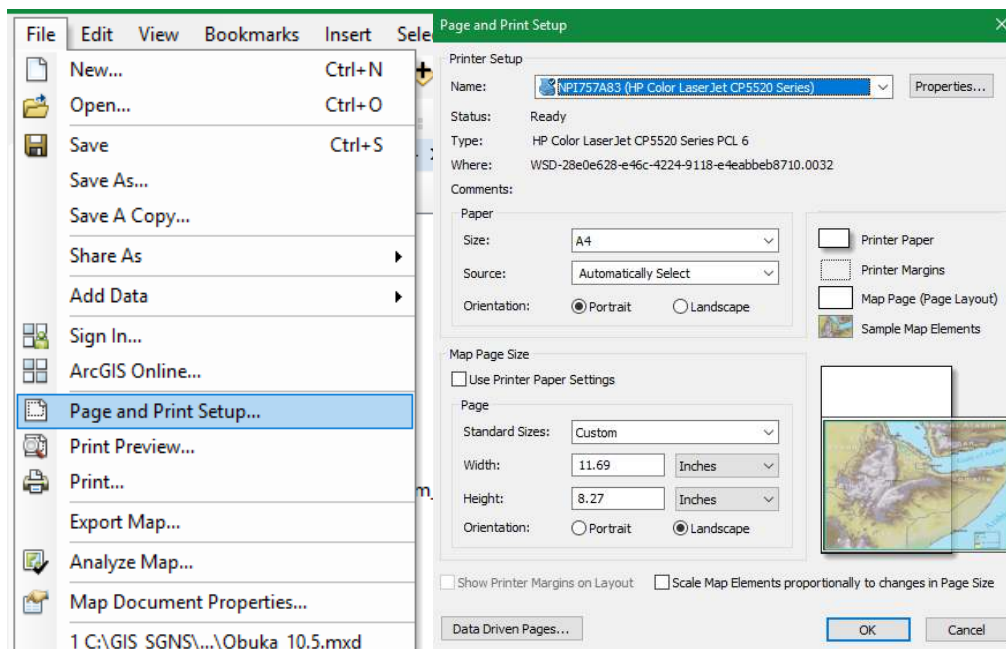 File Edit View Bookmarks Insert Sele
New... Ctrl+N
Open... Ctrl+O
Save Ctrl+S
Save As...
Save A Copy...
Share As
Add Data
Sign In...
ArcGIS Online...
Page and Print Setup...
Print Preview...
Print...
Export Map...
Analyze Map...
Map Document Properties...
1 C:\GIS_SGNS\...\Obuka_10.5.mxd
Page and Print Setup
Printer Setup
Name: NPI757A83 (HP Color LaserJet CP5520 Series) Properties...
Status: Ready
Type: HP Color LaserJet CP5520 Series PCL 6
Where: WSD-28e0e628-e46c-4224-9118-e4eabbeb8710.0032
Comments:
Paper
Size: A4
Source: Automatically Select
Orientation: Portrait Landscape
Printer Paper
Printer Margins
Map Page (Page Layout)
Sample Map Elements
Map Page Size
Use Printer Paper Settings
Page
Standard Sizes: Custom
Width: 11.69 Inches
Height: 8.27 Inches
Orientation: Portrait Landscape
Show Printer Margins on Layout Scale Map Elements proportionally to changes in Page Size
Data Driven Pages... OK Cancel